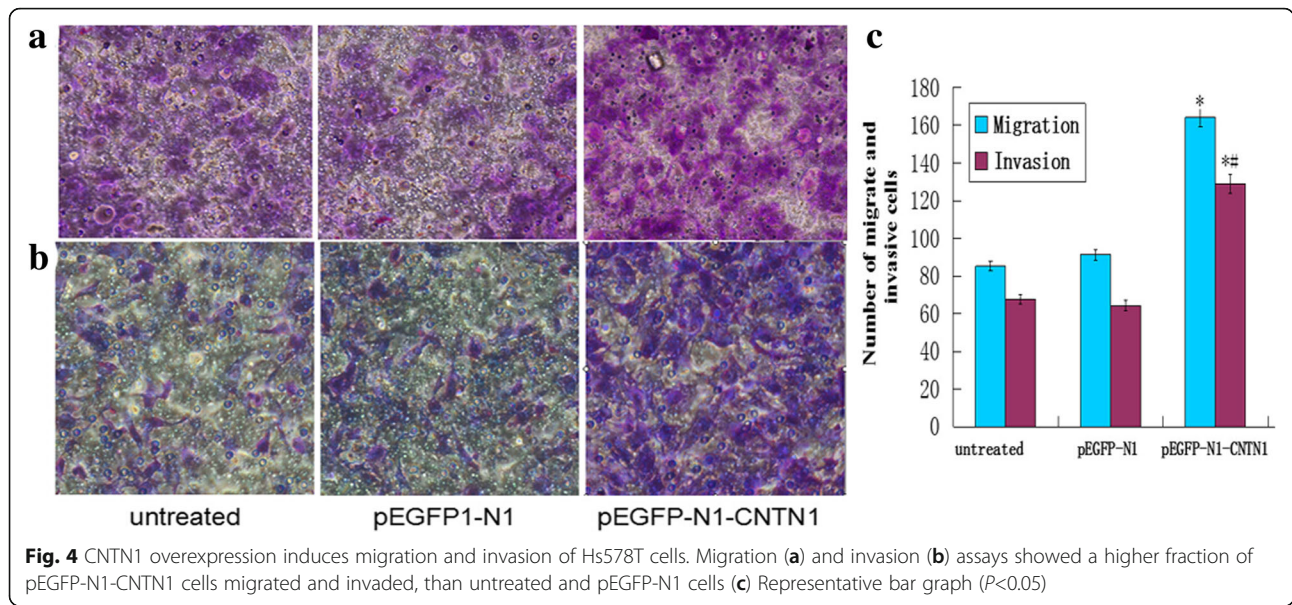 a
b
c
untreated
pEGFP1-N1
pEGFP-N1-CNTN1
Number of migrate and
invasive cells
180
160
140
120
100
80
60
40
20
0
Migration
Invasion
*
*#
untreated
pEGFP-N1
pEGFP-N1-CNTN1
Fig. 4 CNTN1 overexpression induces migration and invasion of Hs578T cells. Migration (a) and invasion (b) assays showed a higher fraction of
pEGFP-N1-CNTN1 cells migrated and invaded, than untreated and pEGFP-N1 cells (c) Representative bar graph (P<0.05)